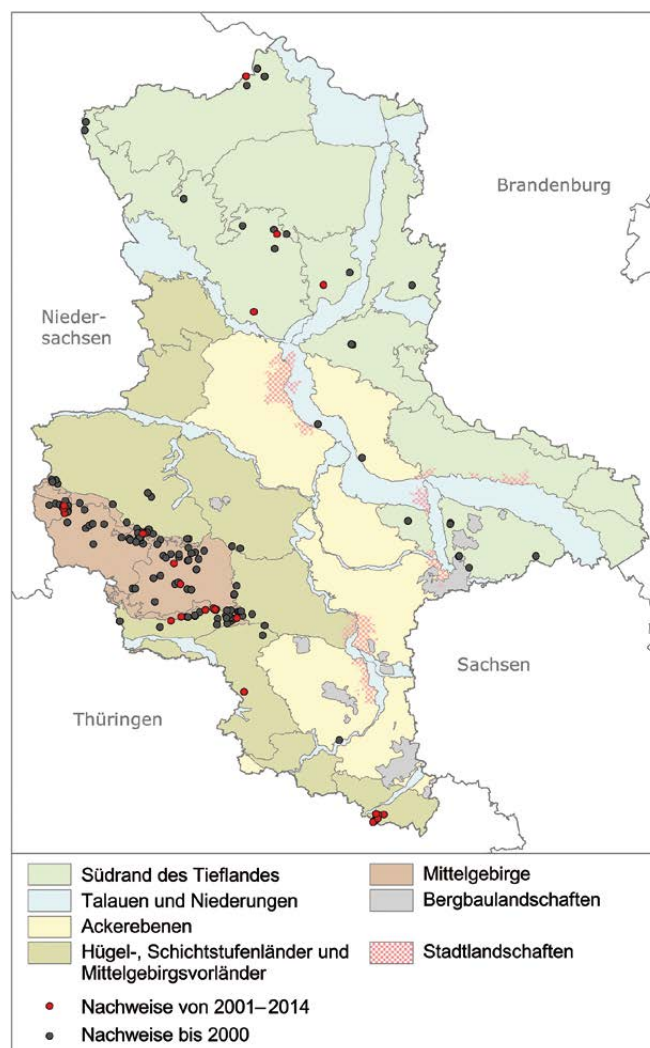 Brandenburg
Nieder-
sachsen
Sachsen
Thüringen
Südrand des Tieflandes
Talauen und Niederungen
Ackerebenen
Hügel-, Schichtstufenländer und
Mittelgebirgsvorländer
Mittelgebirge
Bergbaulandschaften
Stadtlandschaften
Nachweise von 2001–2014
Nachweise bis 2000